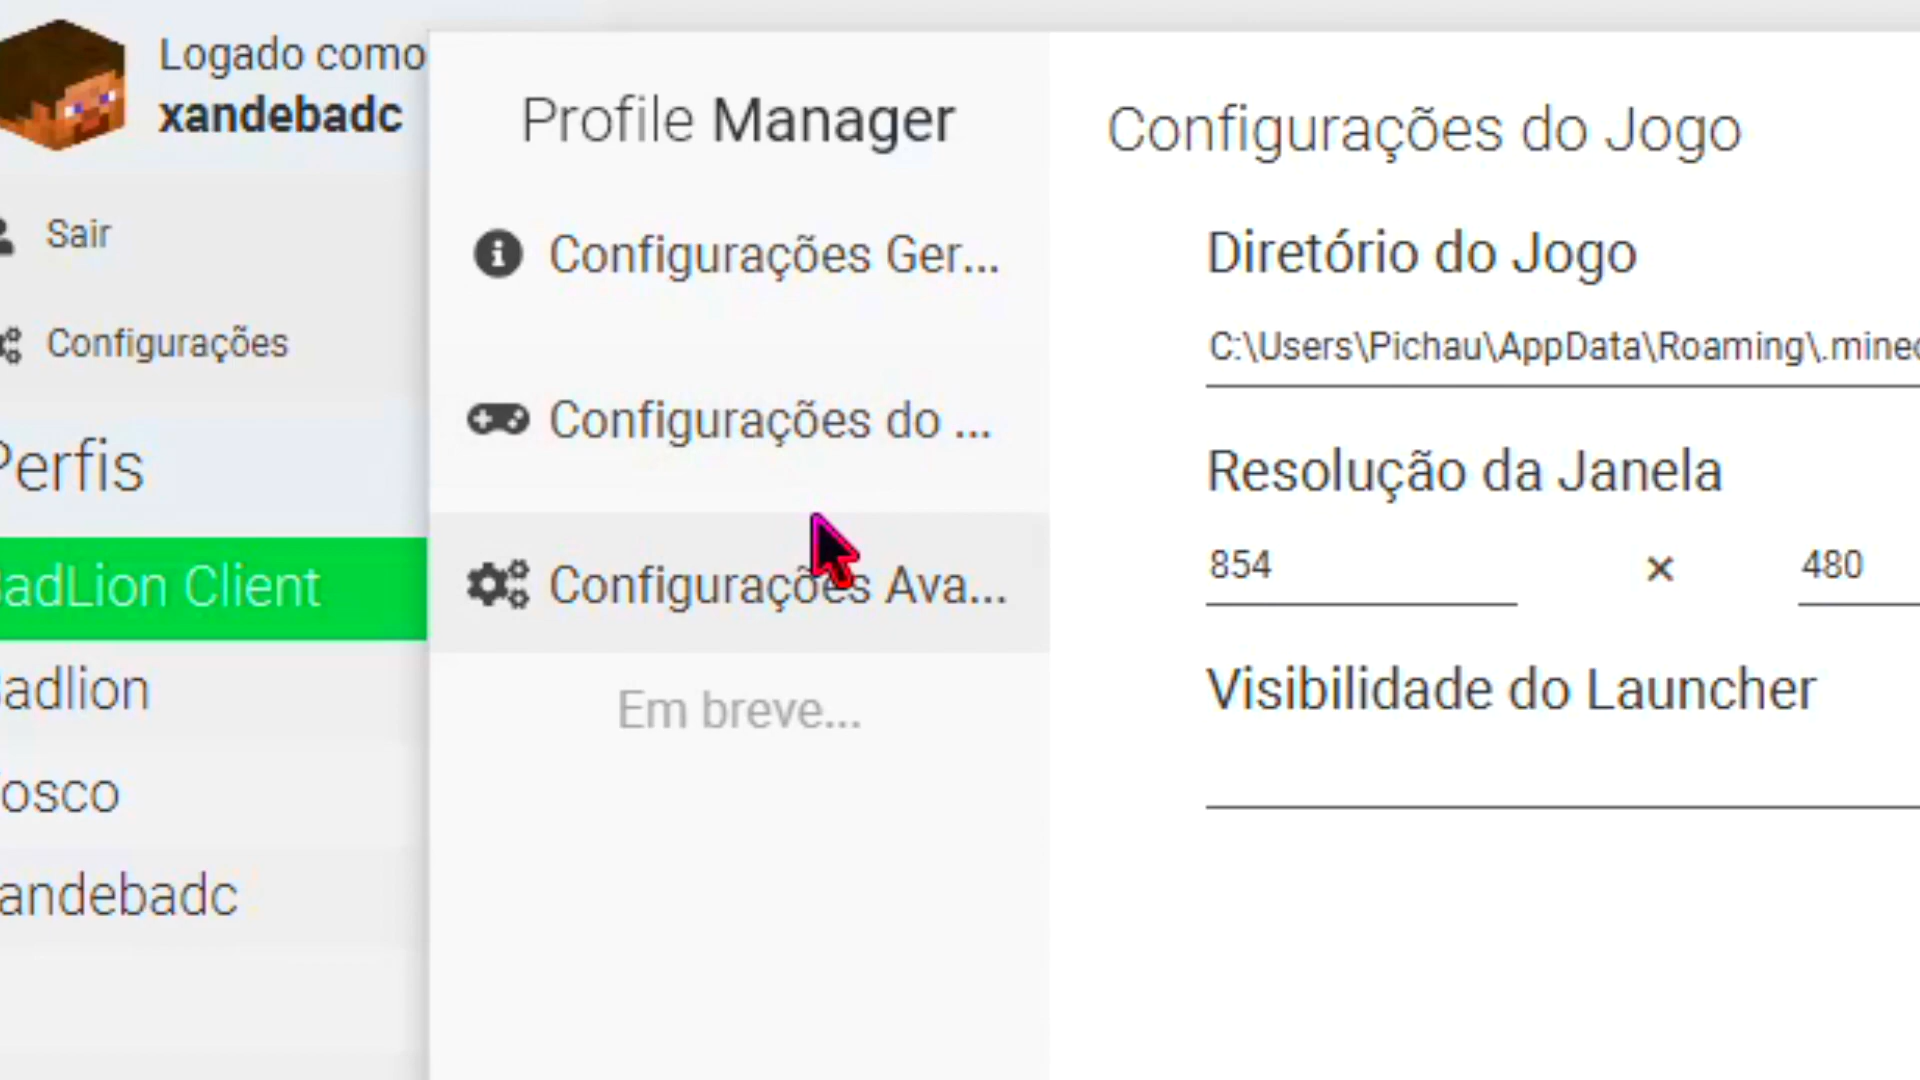 Logado como
xandebadc
Sair
Configurações
Perfis
BadLion Client
Badlion
osco
xandebadc
Profile Manager
Configurações Ger...
Configurações do ...
Configurações Ava...
Em breve...
Configurações do Jogo
Diretório do Jogo
C:\Users\Pichau\AppData\Roaming\.minec
Resolução da Janela
854 × 480
Visibilidade do Launcher